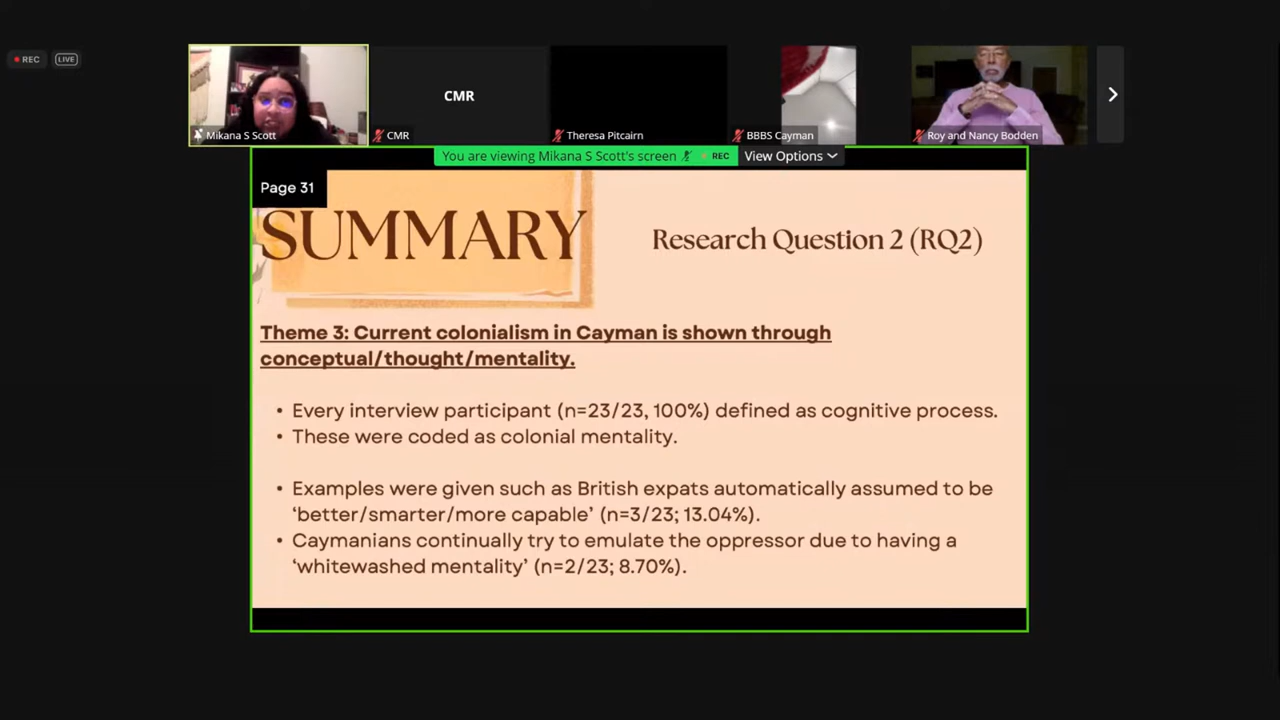 REC
LIVE
Mikana S Scott
CMR
CMR
Theresa Pitcairn
BBBS Cayman
Roy and Nancy Bodden
You are viewing Mikana S Scott's screen
REC
View Options
Page 31
SUMMARY
Research Question 2 (RQ2)
Theme 3: Current colonialism in Cayman is shown through
conceptual/thought/mentality.
• Every interview participant (n=23/23, 100%) defined as cognitive process.
• These were coded as colonial mentality.
• Examples were given such as British expats automatically assumed to be
‘better/smarter/more capable’ (n=3/23; 13.04%).
• Caymanians continually try to emulate the oppressor due to having a
‘whitewashed mentality’ (n=2/23; 8.70%).